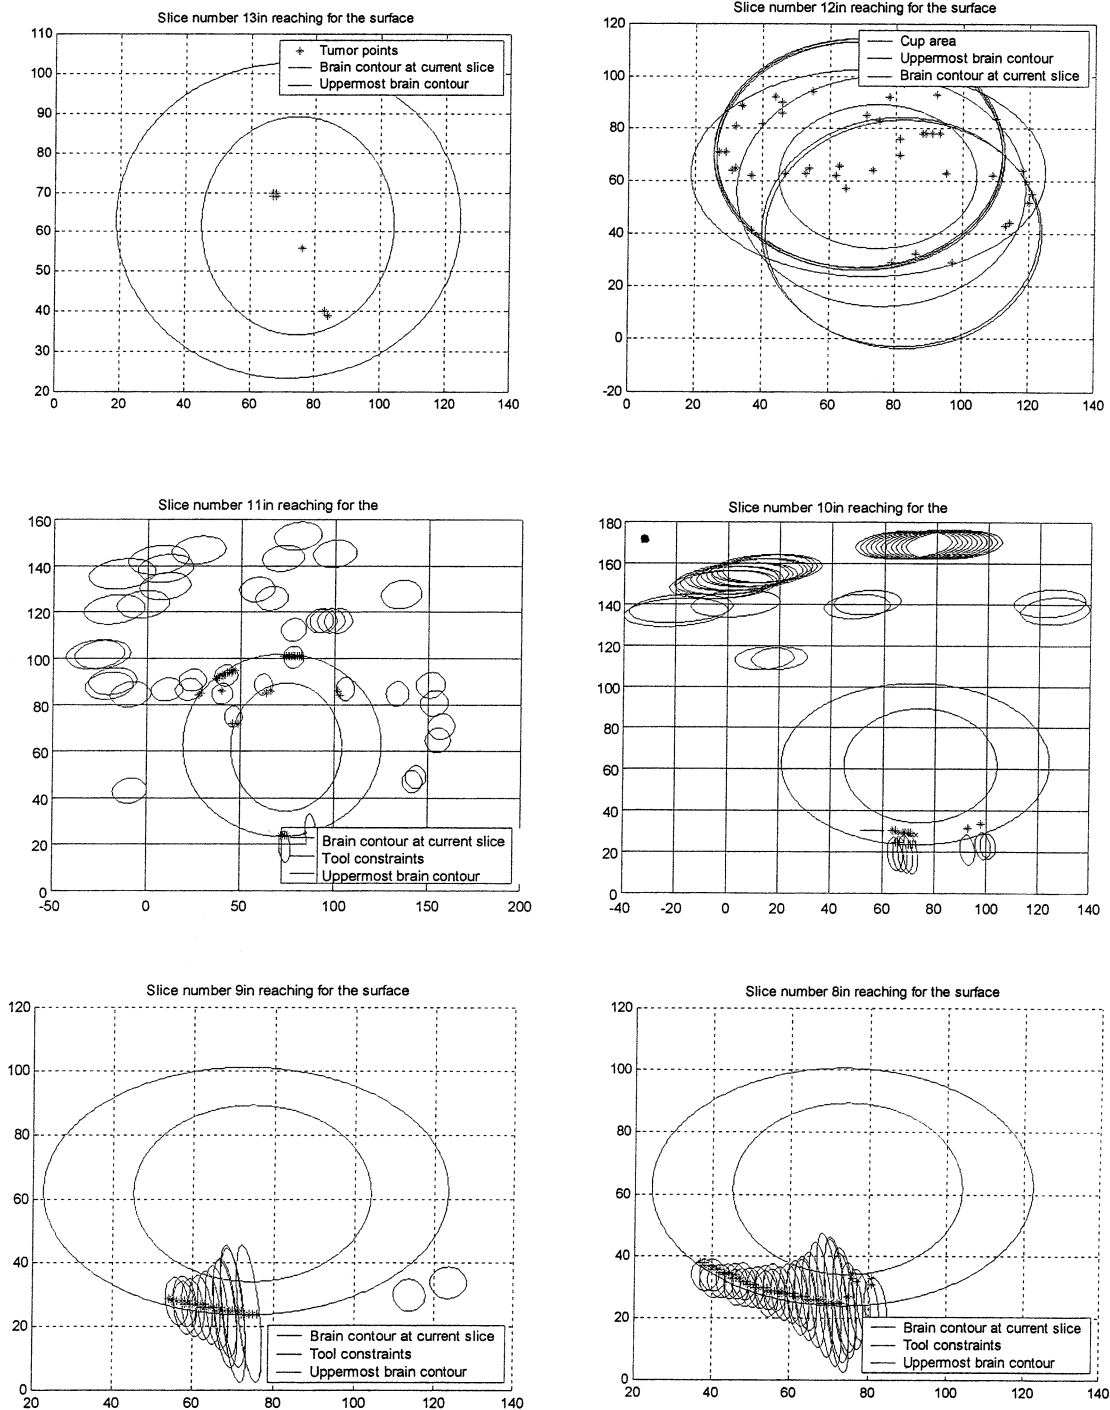 Slice number 13in reaching for the surface
110
100
90
80
70
60
50
40
30
20
0 20 40 60 80 100 120 140
Tumor points
Brain contour at current slice
Uppermost brain contour
Slice number 12in reaching for the surface
120
100
80
60
40
20
0
-20
0 20 40 60 80 100 120 140
Cup area
Uppermost brain contour
Brain contour at current slice
Slice number 11in reaching for the
160
140
120
100
80
60
40
20
0
-50 0 50 100 150 200
Brain contour at current slice
Tool constraints
Uppermost brain contour
Slice number 10in reaching for the
180
160
140
120
100
80
60
40
20
0
-40 -20 0 20 40 60 80 100 120 140
Slice number 9in reaching for the surface
120
100
80
60
40
20
0
20 40 60 80 100 120 140
Brain contour at current slice
Tool constraints
Uppermost brain contour
Slice number 8in reaching for the surface
120
100
80
60
40
20
0
20 40 60 80 100 120 140
Brain contour at current slice
Tool constraints
Uppermost brain contour